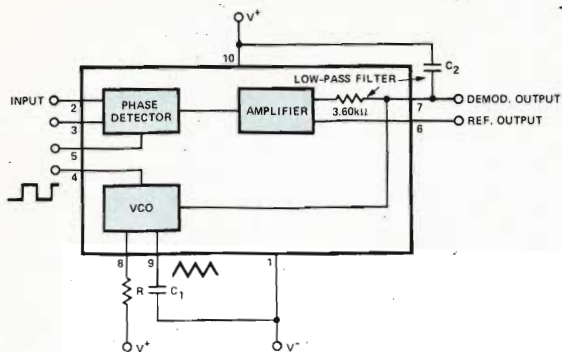 V+
10
C2
LOW-PASS FILTER
INPUT
2
3
5
4
PHASE
DETECTOR
AMPLIFIER
3.60kΩ
7
DEMOD. OUTPUT
6
REF. OUTPUT
VCO
8
9
1
R
C1
V+
V-